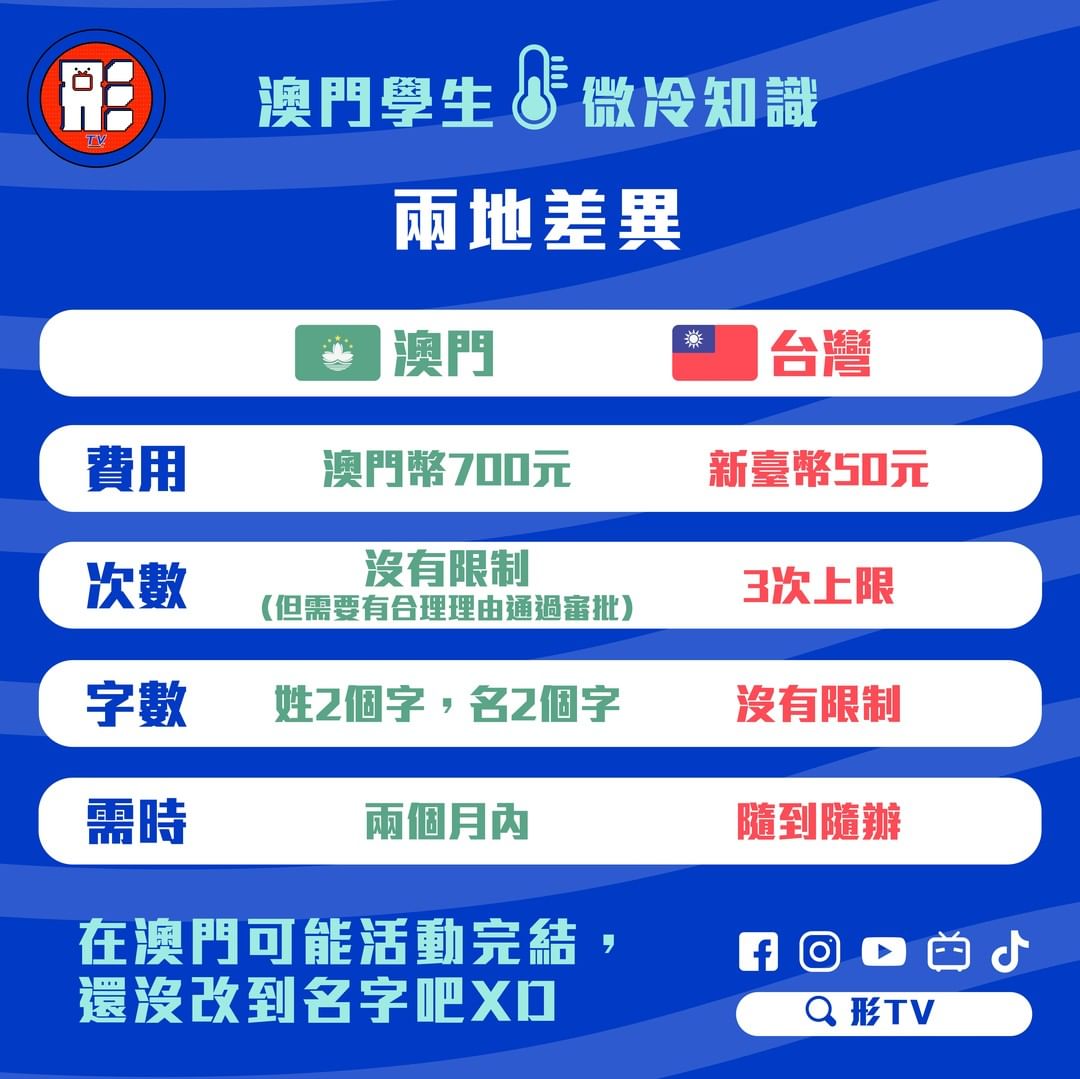 形
TV
澳門學生微冷知識
兩地差異
澳門 台灣
費用 澳門幣700元 新臺幣50元
次數 沒有限制 3次上限
(但需要有合理理由通過審批)
字數 姓2個字，名2個字 沒有限制
需時 兩個月內 隨到隨辦
在澳門可能活動完結，
還沒改到名字吧XD
形TV